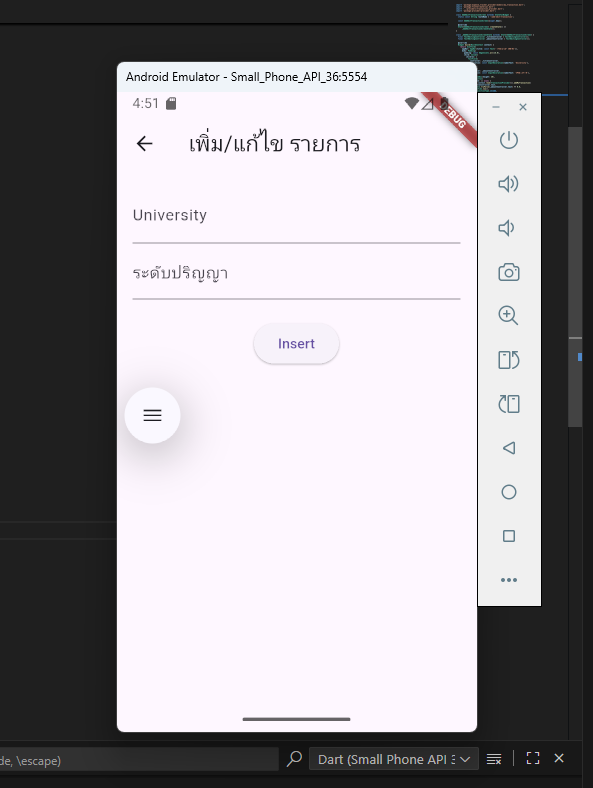 Android Emulator - Small_Phone_API_36:5554
4:51
DEBUG
เพิ่ม/แก้ไข รายการ
University
ระดับปริญญา
Insert
de, \escape)
Dart (Small Phone API 3